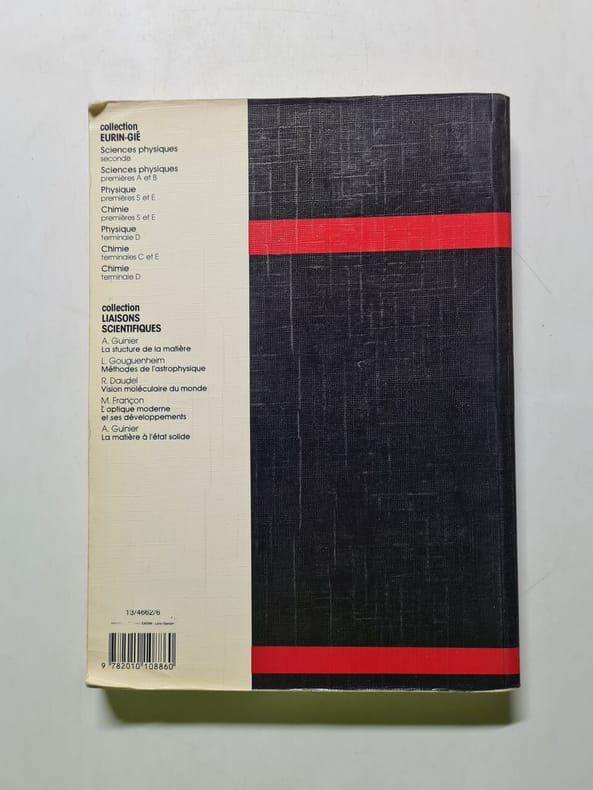 collection
EURIN-GIÉ
Sciences physiques
seconde
Sciences physiques
premières A et B
Physique
premières S et E
Chimie
premières S et E
Physique
terminale D
Chimie
terminales C et E
Chimie
terminale D
collection
LIAISONS
SCIENTIFIQUES
A. Guinier
La stucture de la matière
L. Gouguenheim
Méthodes de l'astrophysique
R. Daudel
Vision moléculaire du monde
M. Françon
L'optique moderne
et ses développements
A. Guinier
La matière à l'état solide
13/4662/6
9 782010 108860